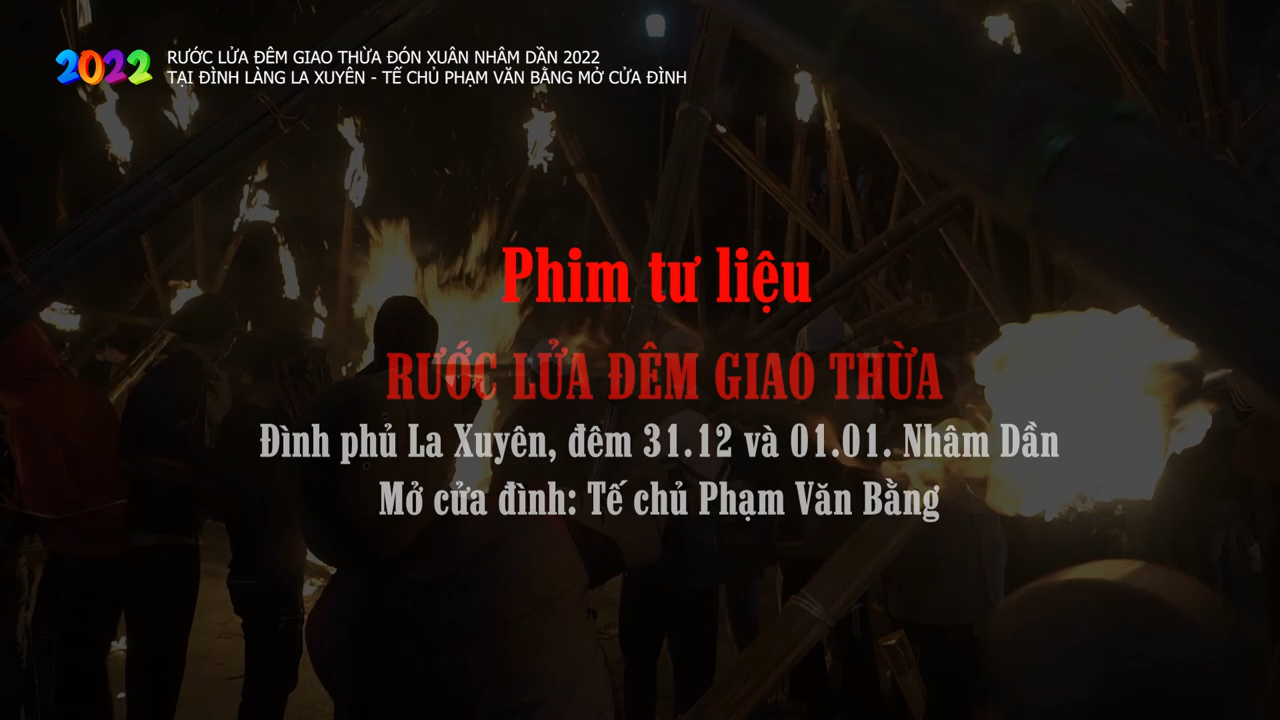 2022
RƯỚC LỬA ĐÊM GIAO THỪA ĐÓN XUÂN NHÂM DẦN 2022
TẠI ĐÌNH LÀNG LA XUYÊN - TẾ CHỦ PHẠM VĂN BẰNG MỞ CỬA ĐÌNH
Phim tư liệu
RƯỚC LỬA ĐÊM GIAO THỪA
Đình phủ La Xuyên, đêm 31.12 và 01.01. Nhâm Dần
Mở cửa đình: Tế chủ Phạm Văn Bằng